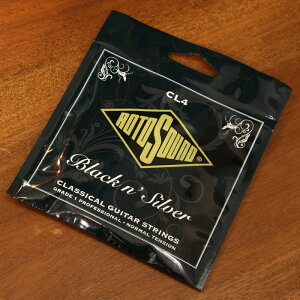 CL4
ROTOSOUND®
Black n' Silver
CLASSICAL GUITAR STRINGS
GRADE 1 PROFESSIONAL - NORMAL TENSION